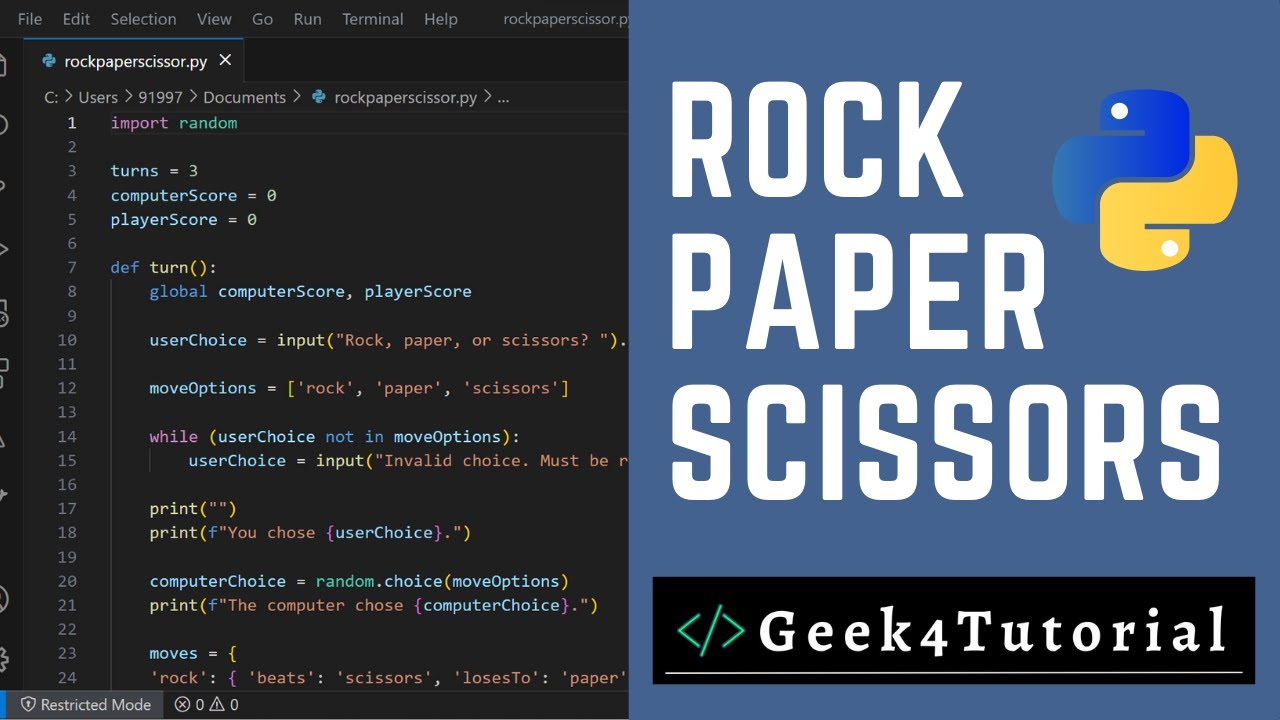 File Edit Selection View Go Run Terminal Help rockpaperscissor.py
rockpaperscissor.py ×
C: > Users > 91997 > Documents > rockpaperscissor.py > ...
1 import random
2
3 turns = 3
4 computerScore = 0
5 playerScore = 0
6
7 def turn():
8 global computerScore, playerScore
9
10 userChoice = input("Rock, paper, or scissors? ").
11
12 moveOptions = ['rock', 'paper', 'scissors']
13
14 while (userChoice not in moveOptions):
15 userChoice = input("Invalid choice. Must be r
16
17 print("")
18 print(f"You chose {userChoice}.")
19
20 computerChoice = random.choice(moveOptions)
21 print(f"The computer chose {computerChoice}.")
22
23 moves = {
24 'rock': { 'beats': 'scissors', 'losesTo': 'paper'
Restricted Mode 0 0
ROCK
PAPER
SCISSORS
</> Geek4Tutorial